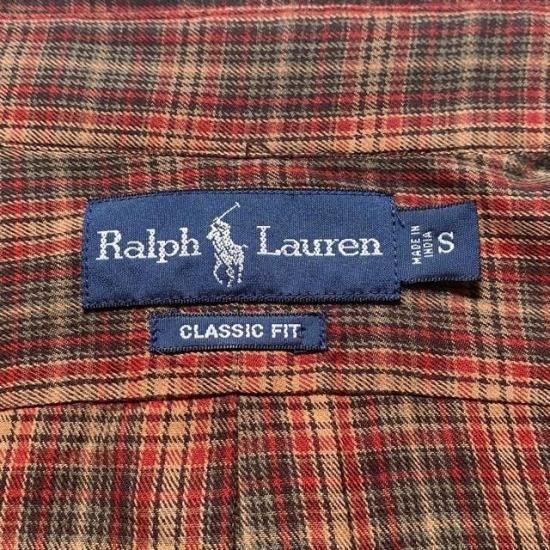 Ralph Lauren
MADE IN
INDIA
S
CLASSIC FIT